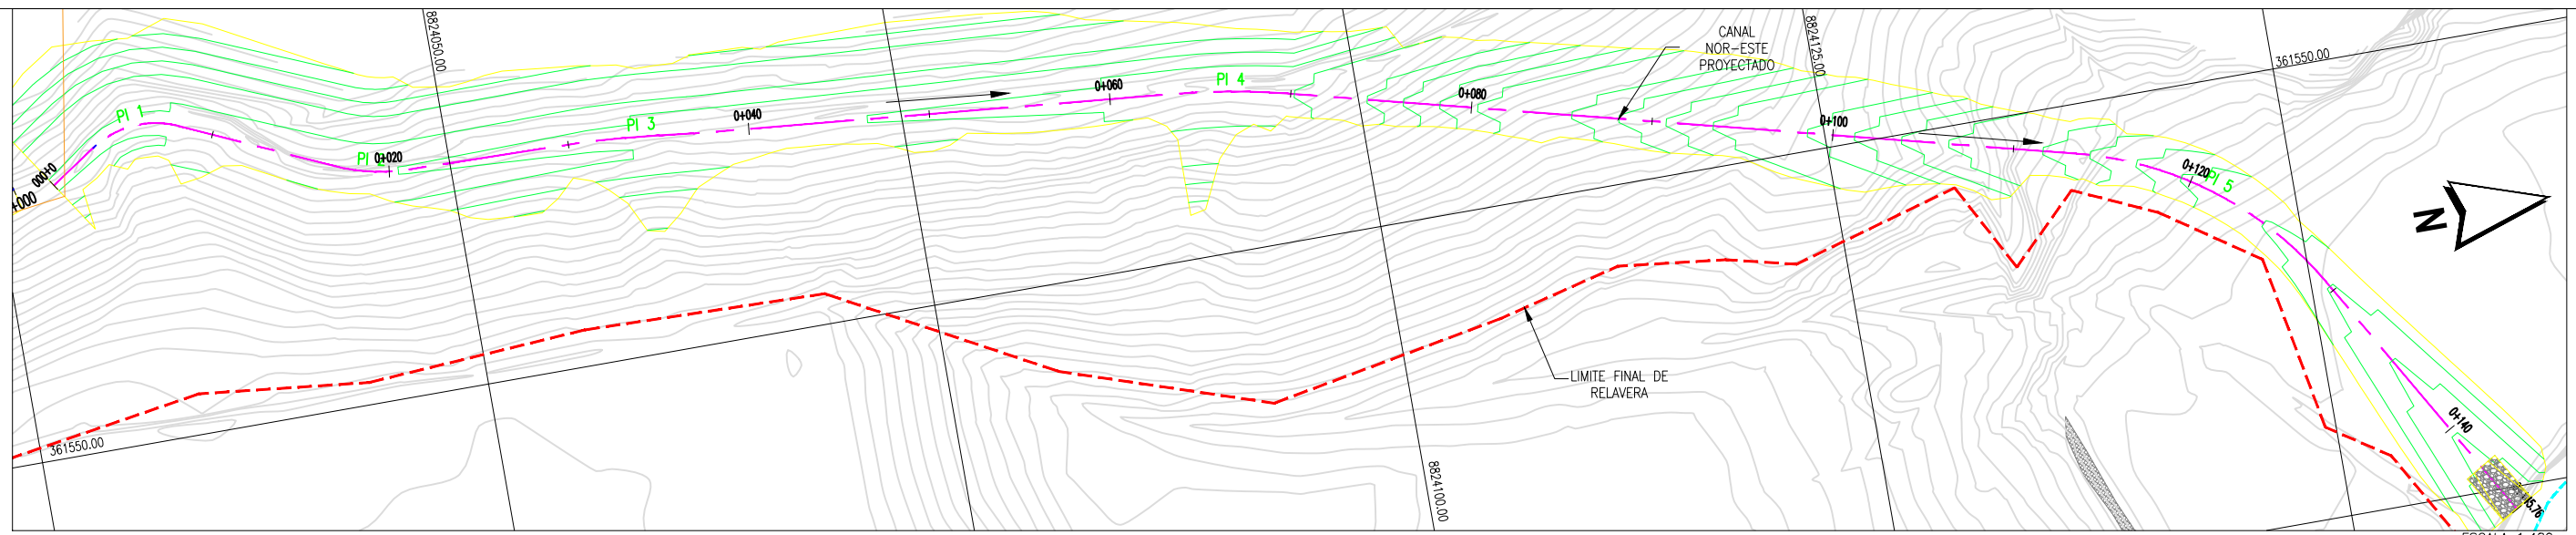 8824050.00
CANAL
NOR-ESTE
PROYECTADO
8824125.00
361550.00
PI 1
PI 2
PI 3
PI 4
PI 5
0+000
+000
0+020
0+040
0+060
0+080
0+100
0+120
0+140
N
LIMITE FINAL DE
RELAVERA
361550.00
8824100.00